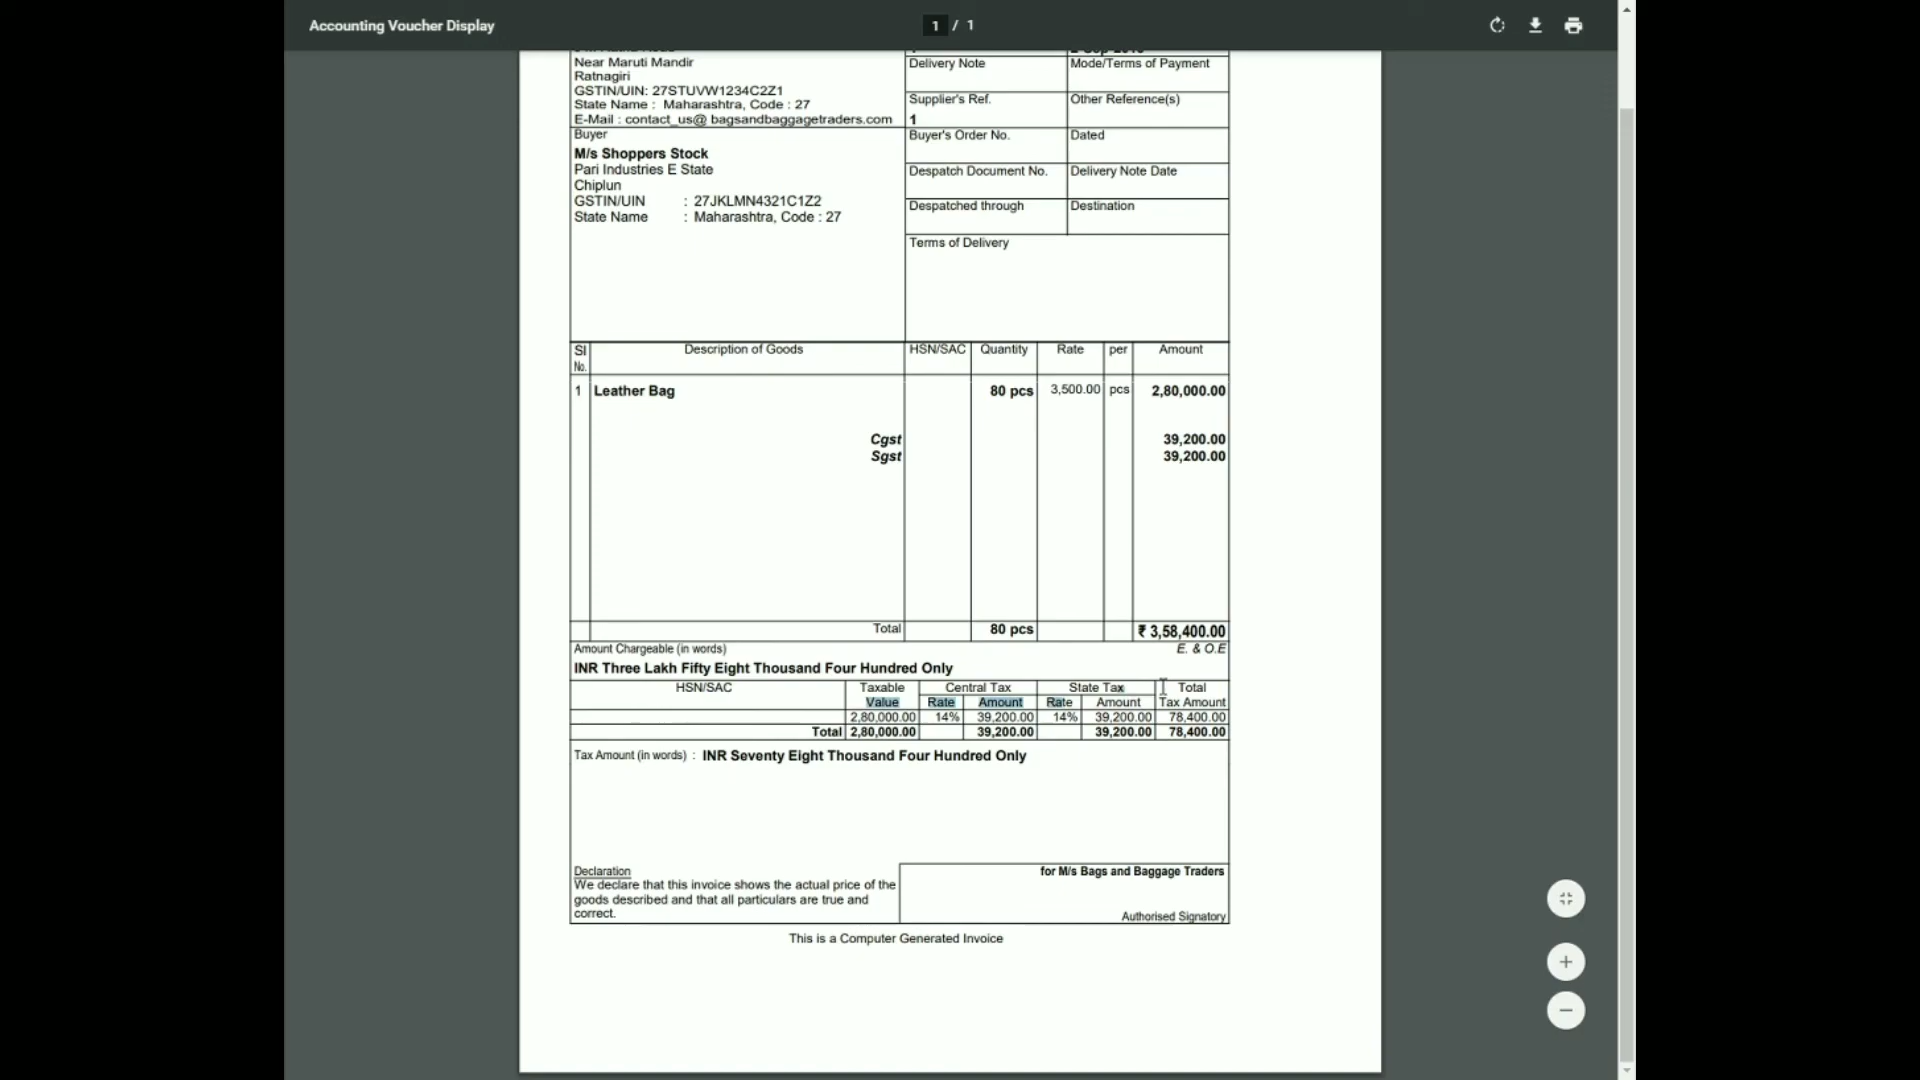 Accounting Voucher Display
1 / 1
Near Maruti Mandir
Ratnagiri
GSTIN/UIN: 27STUVW1234C2Z1
State Name : Maharashtra, Code : 27
E-Mail : contact_us@ bagsandbaggagetraders.com
Delivery Note
Mode/Terms of Payment
Supplier's Ref.
Other Reference(s)
1
Buyer
M/s Shoppers Stock
Pari Industries E State
Chiplun
GSTIN/UIN : 27JKLMN4321C1Z2
State Name : Maharashtra, Code : 27
Buyer's Order No.
Dated
Despatch Document No.
Delivery Note Date
Despatched through
Destination
Terms of Delivery
Sl No. Description of Goods HSN/SAC Quantity Rate per Amount
1 Leather Bag 80 pcs 3,500.00 pcs 2,80,000.00
Cgst 39,200.00
Sgst 39,200.00
Total 80 pcs ₹ 3,58,400.00
Amount Chargeable (in words) E. & O.E
INR Three Lakh Fifty Eight Thousand Four Hundred Only
HSN/SAC Taxable Central Tax State Tax Total
Value Rate Amount Rate Amount Tax Amount
2,80,000.00 14% 39,200.00 14% 39,200.00 78,400.00
Total 2,80,000.00 39,200.00 39,200.00 78,400.00
Tax Amount (in words) : INR Seventy Eight Thousand Four Hundred Only
Declaration
We declare that this invoice shows the actual price of the
goods described and that all particulars are true and
correct.
for M/s Bags and Baggage Traders
Authorised Signatory
This is a Computer Generated Invoice